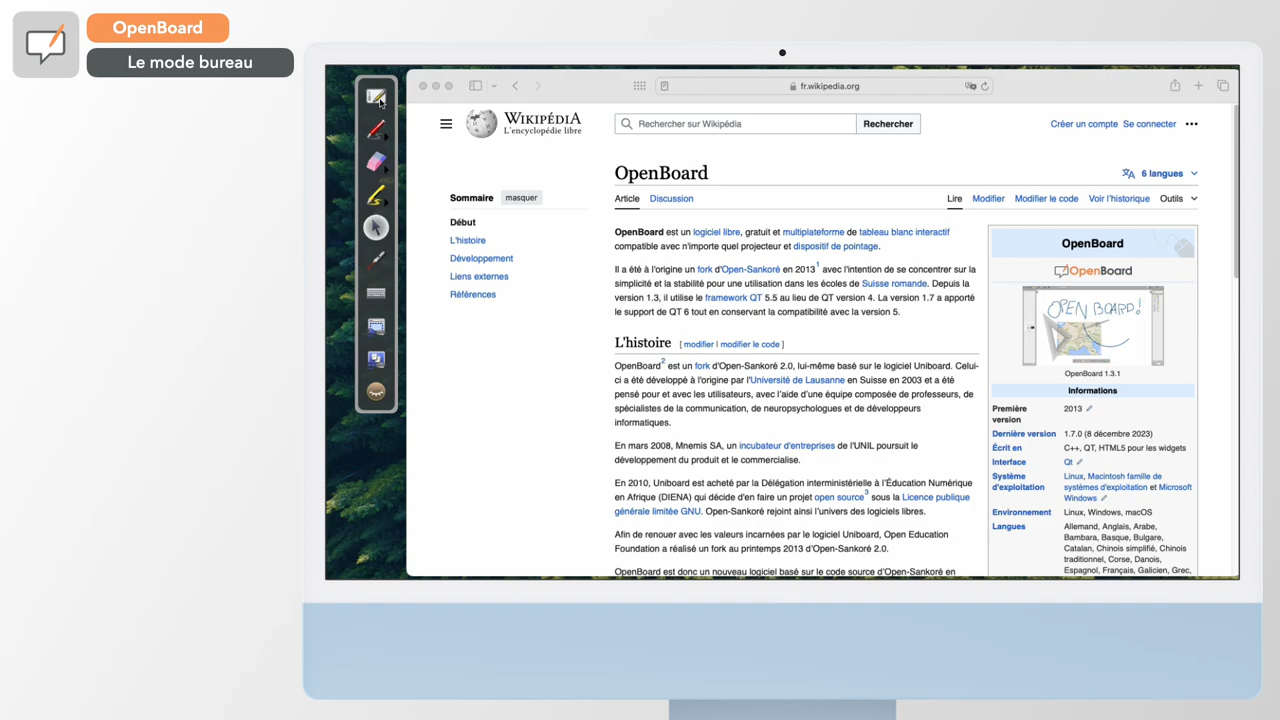 OpenBoard
Le mode bureau
fr.wikipedia.org
WIKIPÉDIA
L'encyclopédie libre
Rechercher sur Wikipédia
Rechercher
Créer un compte Se connecter •••
OpenBoard
6 langues
Sommaire masquer
Début
L'histoire
Développement
Liens externes
Références
Article Discussion
Lire Modifier Modifier le code Voir l'historique Outils
OpenBoard est un logiciel libre, gratuit et multiplateforme de tableau blanc interactif
compatible avec n'importe quel projecteur et dispositif de pointage.
Il a été à l'origine un fork d'Open-Sankoré en 2013¹ avec l'intention de se concentrer sur la
simplicité et la stabilité pour une utilisation dans les écoles de Suisse romande. Depuis la
version 1.3, il utilise le framework QT 5.5 au lieu de QT version 4. La version 1.7 a apporté
le support de QT 6 tout en conservant la compatibilité avec la version 5.
L'histoire [ modifier | modifier le code ]
OpenBoard² est un fork d'Open-Sankoré 2.0, lui-même basé sur le logiciel Uniboard. Celui-
ci a été développé à l'origine par l'Université de Lausanne en Suisse en 2003 et a été
pensé pour et avec les utilisateurs, avec l'aide d'une équipe composée de professeurs, de
spécialistes de la communication, de neuropsychologues et de développeurs
informatiques.
En mars 2008, Mnemis SA, un incubateur d'entreprises de l'UNIL poursuit le
développement du produit et le commercialise.
En 2010, Uniboard est acheté par la Délégation interministérielle à l'Éducation Numérique
en Afrique (DIENA) qui décide d'en faire un projet open source³ sous la Licence publique
générale limitée GNU. Open-Sankoré rejoint ainsi l'univers des logiciels libres.
Afin de renouer avec les valeurs incarnées par le logiciel Uniboard, Open Education
Foundation a réalisé un fork au printemps 2013 d'Open-Sankoré 2.0.
OpenBoard est donc un nouveau logiciel basé sur le code source d'Open-Sankoré en
OpenBoard
OpenBoard
OPEN BOARD!
OpenBoard 1.3.1
Informations
Première version 2013
Dernière version 1.7.0 (8 décembre 2023)
Écrit en C++, QT, HTML5 pour les widgets
Interface Qt
Système d'exploitation Linux, Macintosh famille de
systèmes d'exploitation et Microsoft
Windows
Environnement Linux, Windows, macOS
Langues Allemand, Anglais, Arabe,
Bambara, Basque, Bulgare,
Catalan, Chinois simplifié, Chinois
traditionnel, Corse, Danois,
Espagnol, Français, Galicien, Grec,